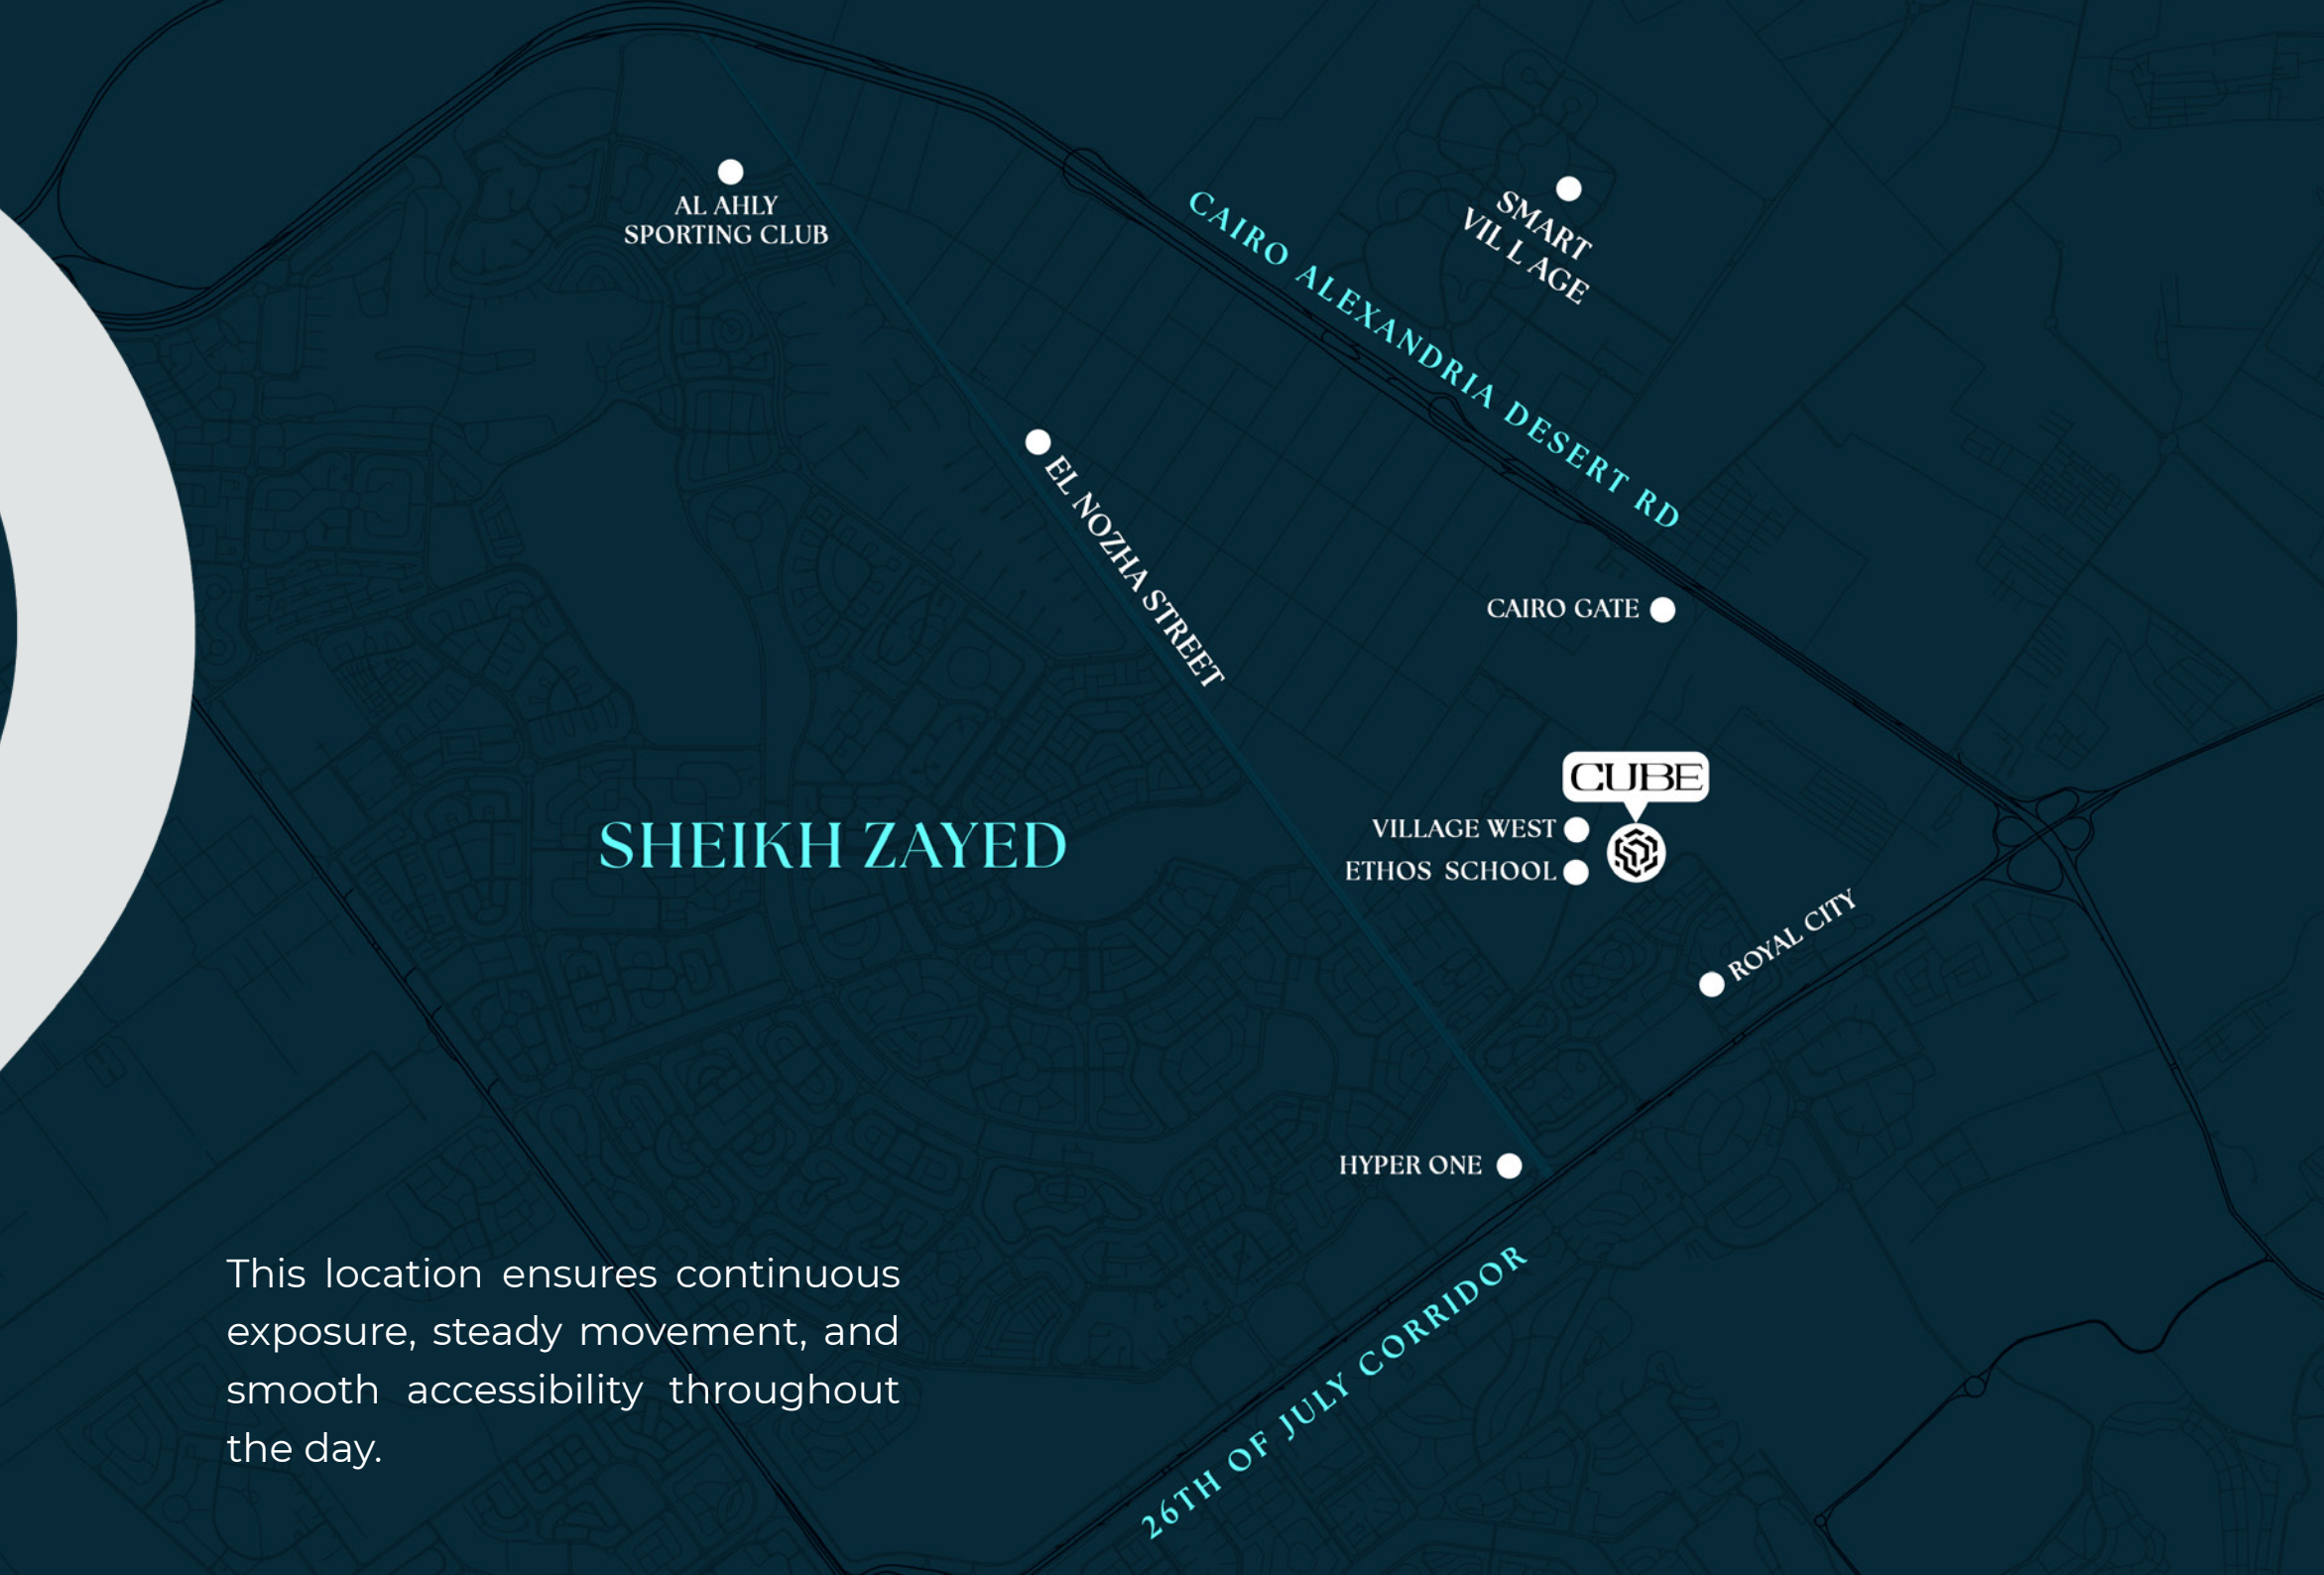 AL AHLY
SPORTING CLUB
SMART
VIL L AGE
CAIRO ALEXANDRIA DESERT RD
EL NOZHA STREET
CAIRO GATE
CUBE
VILLAGE WEST
ETHOS SCHOOL
SHEIKH ZAYED
ROYAL CITY
HYPER ONE
26TH OF JULY CORRIDOR
This location ensures continuous
exposure, steady movement, and
smooth accessibility throughout
the day.